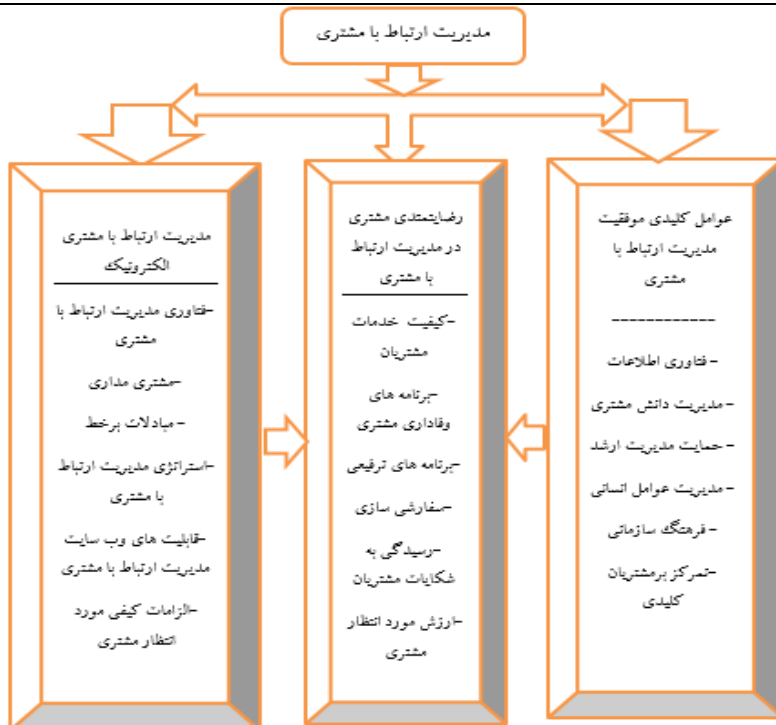 مدیریت ارتباط با مشتری
عوامل کلیدی موفقیت
مدیریت ارتباط با
مشتری
------------
-فناوری اطلاعات
-مدیریت دانش مشتری
-حمایت مدیریت ارشد
-مدیریت عوامل انسانی
-فرهنگ سازمانی
-تمرکز برمشتریان
کلیدی
رضایتمتدی مشتری
در مدیریت ارتباط
با مشتری
-کیفیت خدمات
مشتریان
-برنامه های
وفاداری مشتری
-برنامه های ترفیعی
-سفارشی سازی
-رسیدگی به
شکایات مشتریان
-ارزش مورد انتظار
مشتری
مدیریت ارتباط با مشتری
الکترونیک
-فناوری مدیریت ارتباط با
مشتری
-مشتری مداری
-مبادلات برخط
-استراتژی مدیریت ارتباط
با مشتری
-قابلیت های وب سایت
مدیریت ارتباط با مشتری
-الزامات کیفی مورد
انتظار مشتری